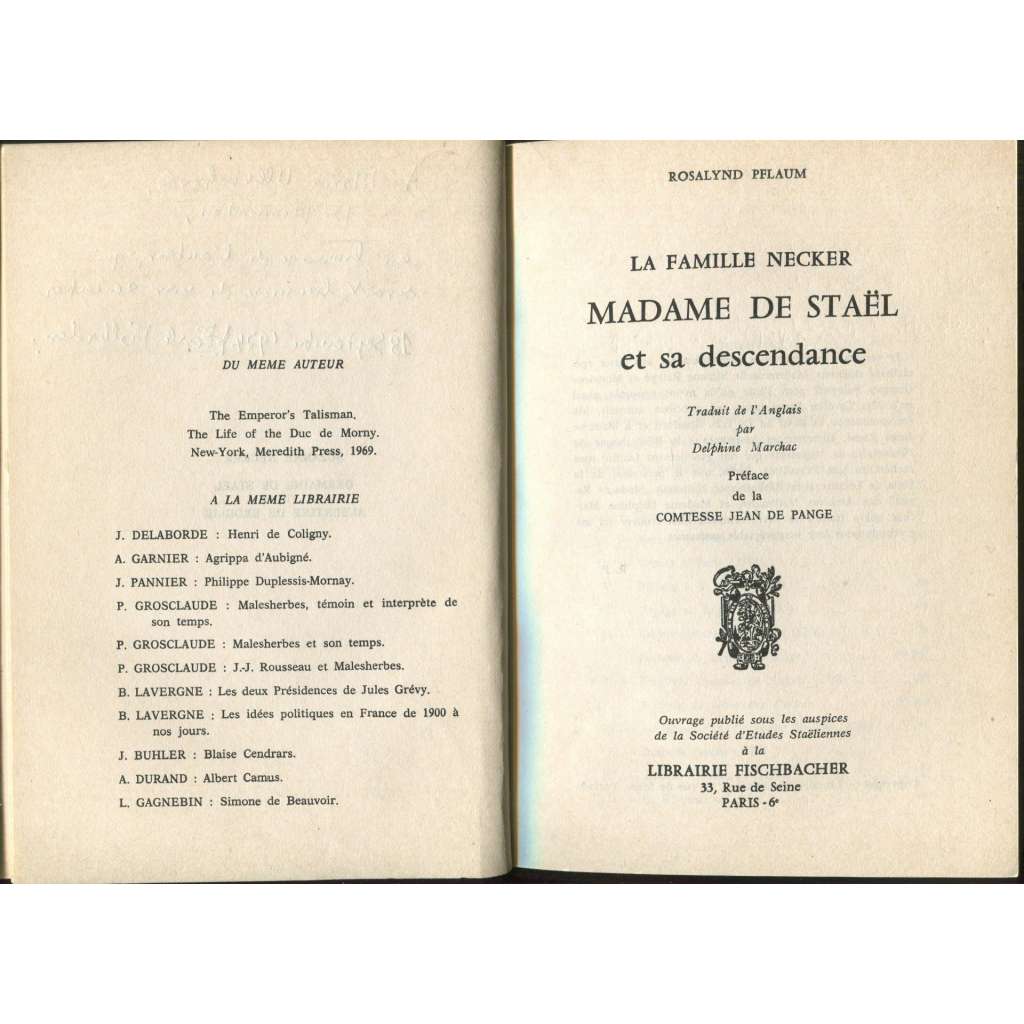 DU MEME AUTEUR
The Emperor's Talisman,
The Life of the Duc de Morny.
New-York, Meredith Press, 1969.
A LA MEME LIBRAIRIE
J. DELABORDE : Henri de Coligny.
A. GARNIER : Agrippa d'Aubigné.
J. PANNIER : Philippe Duplessis-Mornay.
P. GROSCLAUDE : Malesherbes, témoin et interprète de
son temps.
P. GROSCLAUDE : Malesherbes et son temps.
P. GROSCLAUDE : J.-J. Rousseau et Malesherbes.
B. LAVERGNE : Les deux Présidences de Jules Grévy.
B. LAVERGNE : Les idées politiques en France de 1900 à
nos jours.
J. BUHLER : Blaise Cendrars.
A. DURAND : Albert Camus.
L. GAGNEBIN : Simone de Beauvoir.
ROSALYND PFLAUM
LA FAMILLE NECKER
MADAME DE STAËL
et sa descendance
Traduit de l'Anglais
par
Delphine Marchac
Préface
de la
COMTESSE JEAN DE PANGE
Ouvrage publié sous les auspices
de la Société d'Etudes Staëliennes
à la
LIBRAIRIE FISCHBACHER
33, Rue de Seine
PARIS - 6e